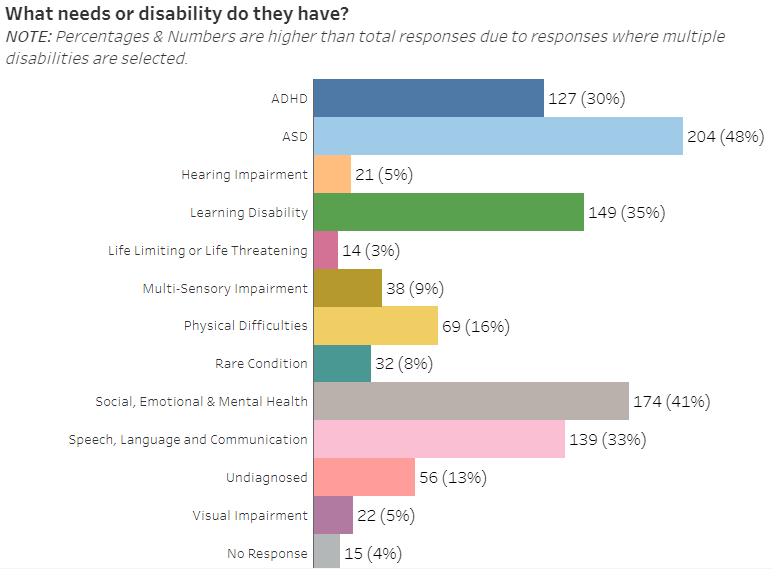 What needs or disability do they have?
NOTE: Percentages & Numbers are higher than total responses due to responses where multiple
disabilities are selected.
ADHD 127 (30%)
ASD 204 (48%)
Hearing Impairment 21 (5%)
Learning Disability 149 (35%)
Life Limiting or Life Threatening 14 (3%)
Multi-Sensory Impairment 38 (9%)
Physical Difficulties 69 (16%)
Rare Condition 32 (8%)
Social, Emotional & Mental Health 174 (41%)
Speech, Language and Communication 139 (33%)
Undiagnosed 56 (13%)
Visual Impairment 22 (5%)
No Response 15 (4%)